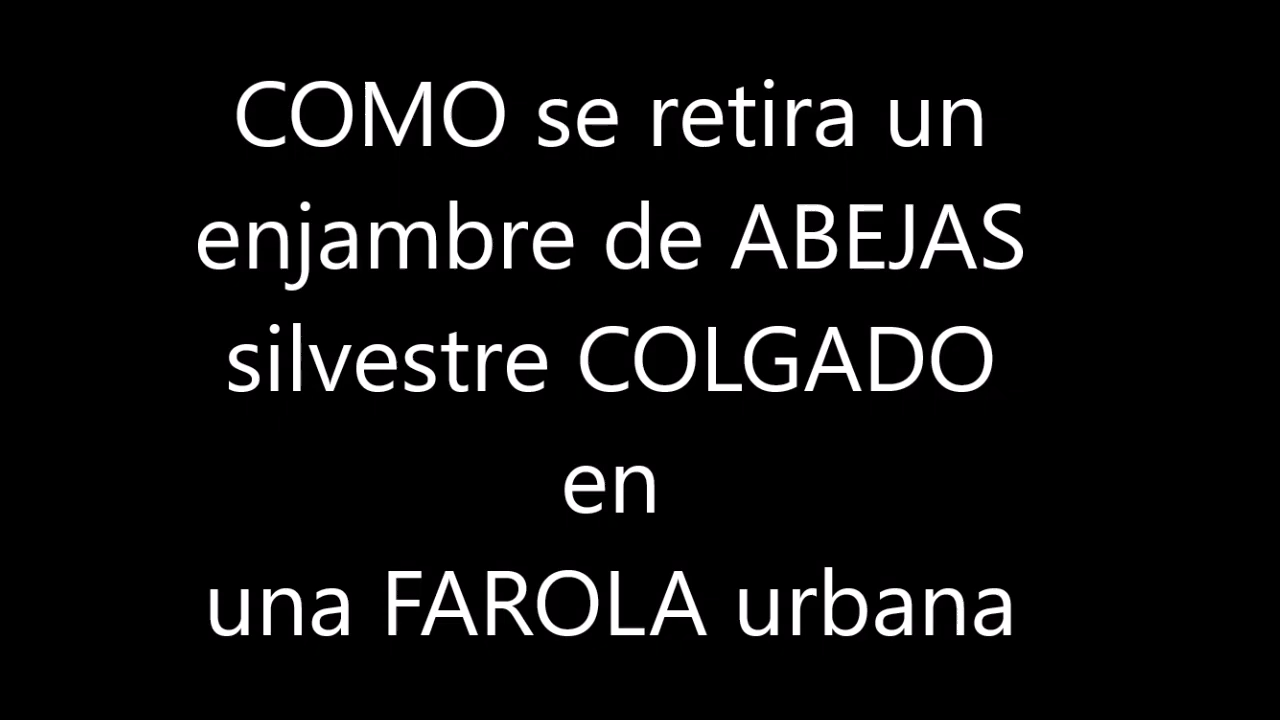 COMO se retira un
enjambre de ABEJAS
silvestre COLGADO
en
una FAROLA urbana